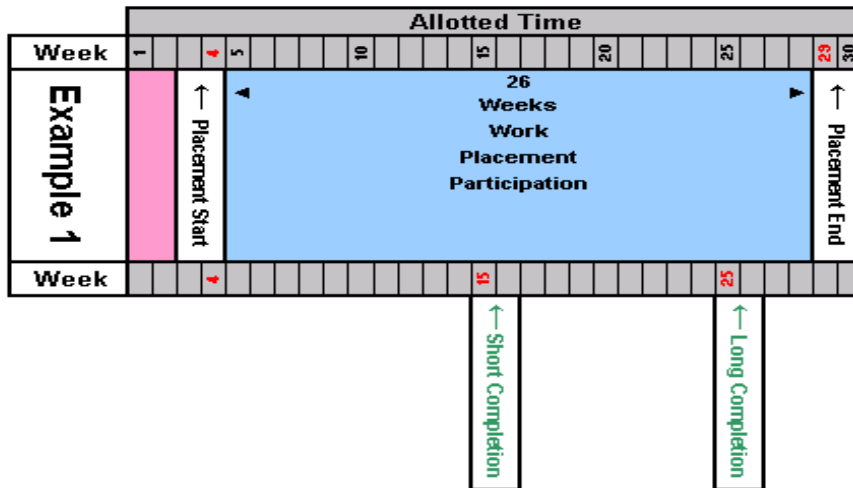 Allotted Time
Week 1 4 5 10 15 20 25 29 30
Example 1
← Placement Start
26
Weeks
Work
Placement
Participation
← Placement End
Week 4 15 25
← Short Completion
← Long Completion